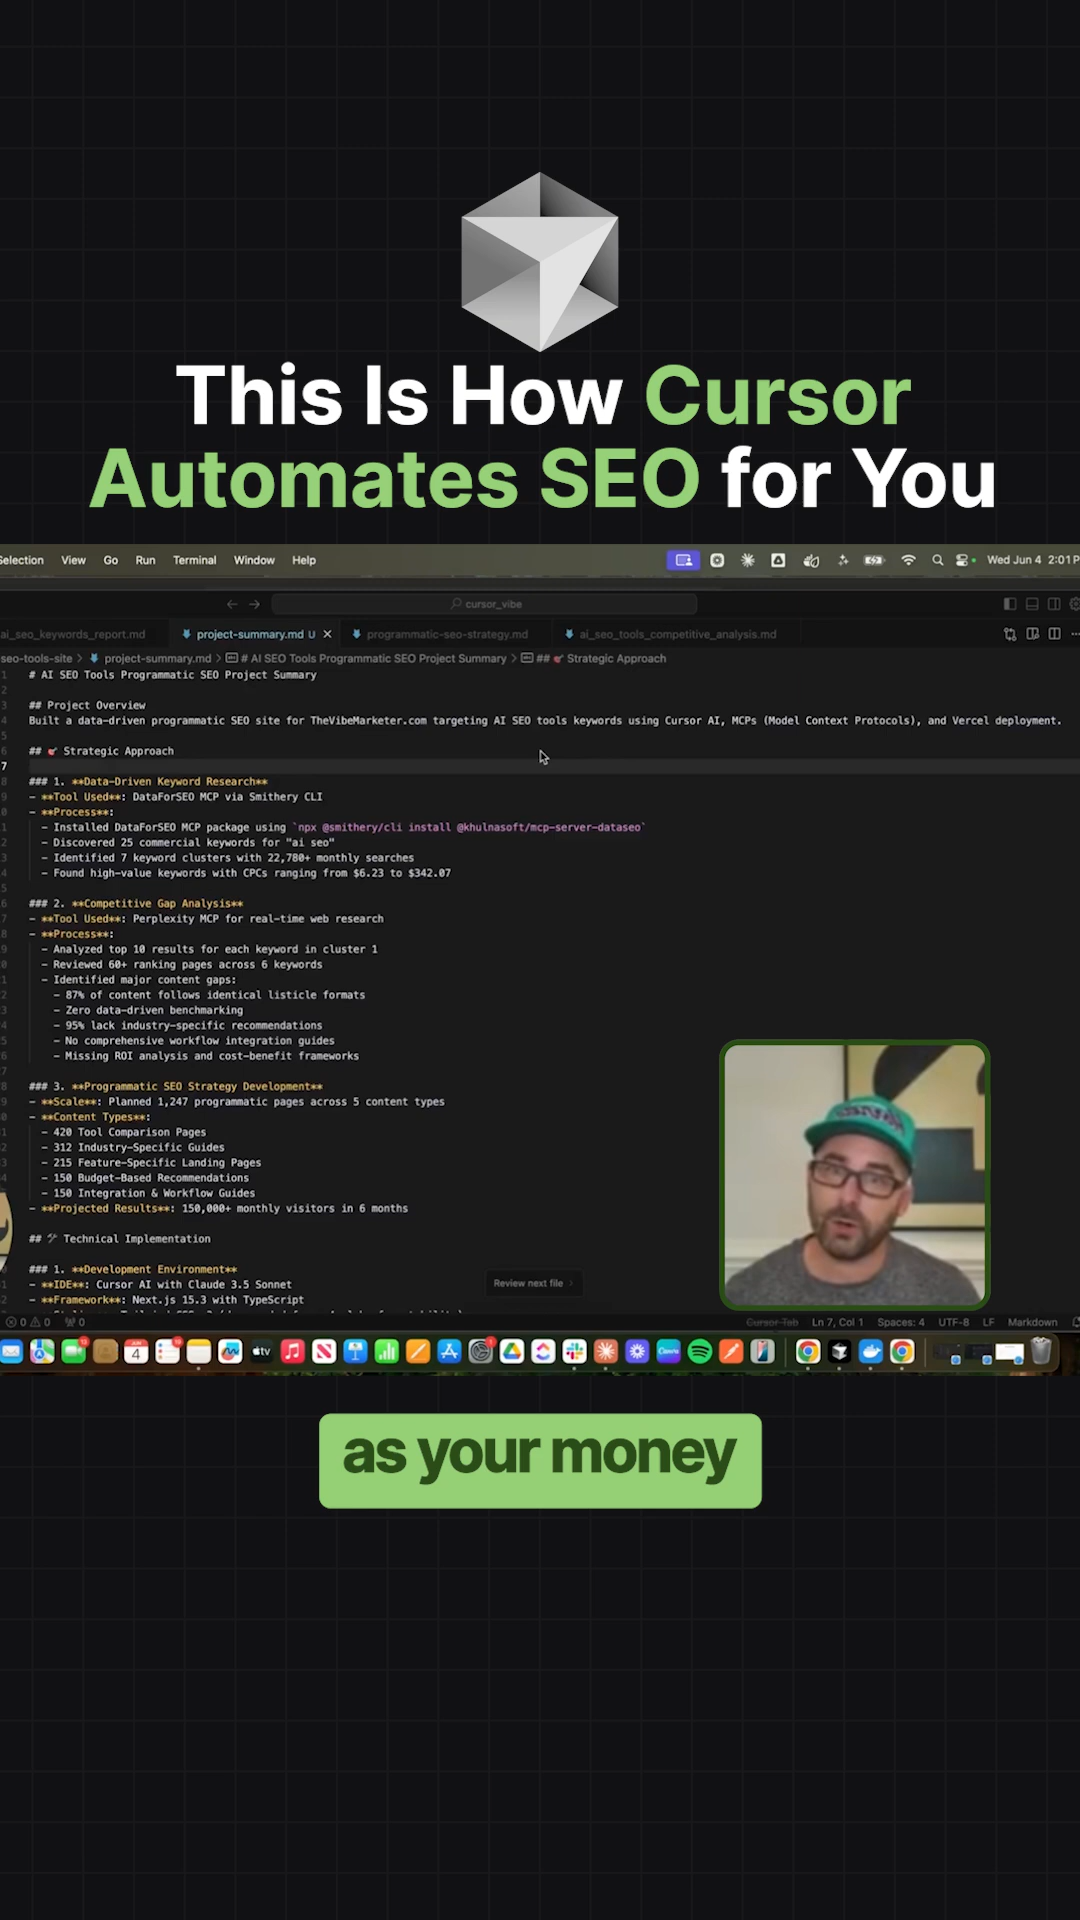 This Is How Cursor
Automates SEO for You
Selection View Go Run Terminal Window Help Wed Jun 4 2:01P
cursor_vibe
ai_seo_keywords_report.md project-summary.md U programmatic-seo-strategy.md ai_seo_tools_competitive_analysis.md
seo-tools-site > project-summary.md > # AI SEO Tools Programmatic SEO Project Summary > ## 🎯 Strategic Approach
# AI SEO Tools Programmatic SEO Project Summary
## Project Overview
Built a data-driven programmatic SEO site for TheVibeMarketer.com targeting AI SEO tools keywords using Cursor AI, MCPs (Model Context Protocols), and Vercel deployment.
## 🎯 Strategic Approach
### 1. **Data-Driven Keyword Research**
- **Tool Used**: DataForSEO MCP via Smithery CLI
- **Process**:
- Installed DataForSEO MCP package using `npx @smithery/cli install @khulnasoft/mcp-server-dataseo`
- Discovered 25 commercial keywords for "ai seo"
- Identified 7 keyword clusters with 22,780+ monthly searches
- Found high-value keywords with CPCs ranging from $6.23 to $342.07
### 2. **Competitive Gap Analysis**
- **Tool Used**: Perplexity MCP for real-time web research
- **Process**:
- Analyzed top 10 results for each keyword in cluster 1
- Reviewed 60+ ranking pages across 6 keywords
- Identified major content gaps:
- 87% of content follows identical listicle formats
- Zero data-driven benchmarking
- 95% lack industry-specific recommendations
- No comprehensive workflow integration guides
- Missing ROI analysis and cost-benefit frameworks
### 3. **Programmatic SEO Strategy Development**
- **Scale**: Planned 1,247 programmatic pages across 5 content types
- **Content Types**:
- 420 Tool Comparison Pages
- 312 Industry-Specific Guides
- 215 Feature-Specific Landing Pages
- 150 Budget-Based Recommendations
- 150 Integration & Workflow Guides
- **Projected Results**: 150,000+ monthly visitors in 6 months
## 🛠 Technical Implementation
### 1. **Development Environment**
- **IDE**: Cursor AI with Claude 3.5 Sonnet
Review next file
- **Framework**: Next.js 15.3 with TypeScript
0 0 0 Cursor Tab Ln 7, Col 1 Spaces: 4 UTF-8 LF Markdown
as your money